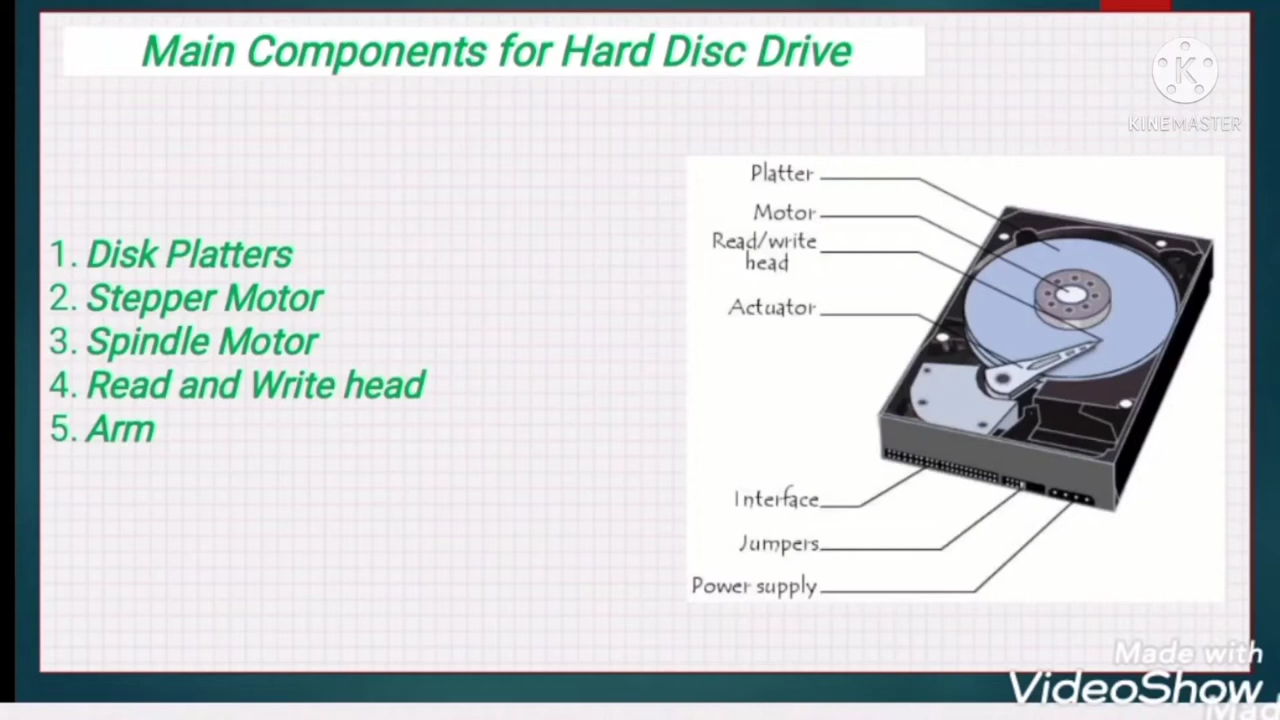 Main Components for Hard Disc Drive
KINEMASTER
1. Disk Platters
2. Stepper Motor
3. Spindle Motor
4. Read and Write head
5. Arm
Platter
Motor
Read/write
head
Actuator
Interface
Jumpers
Power supply
Made with
VideoShow
Mad